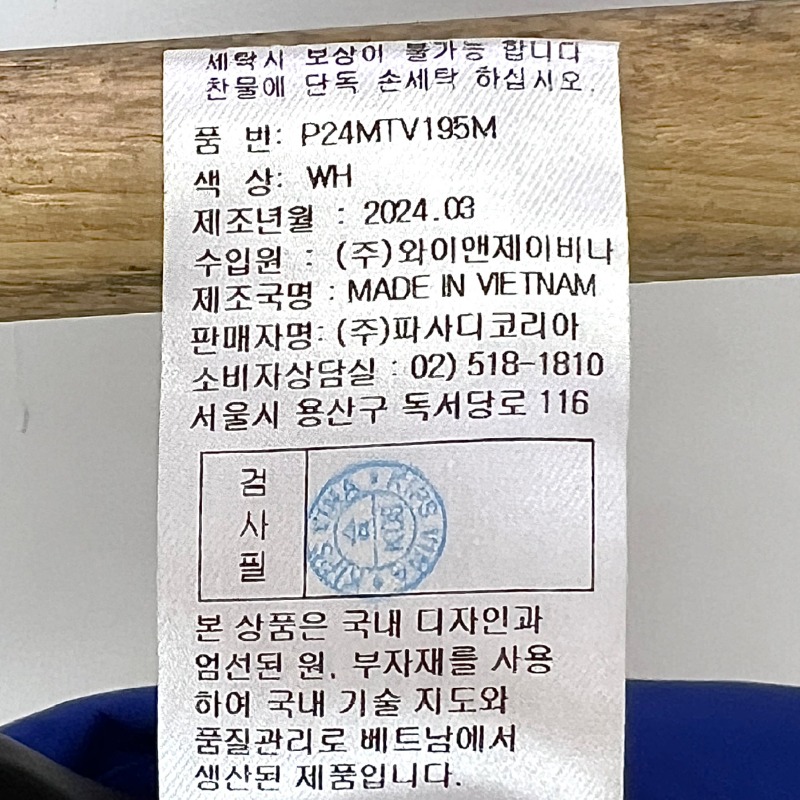 세탁시 보상이 불가능 합니다
찬물에 단독 손세탁 하십시오.
품 번: P24MTV195M
색 상: WH
제조년월 : 2024.03
수입원 : (주)와이앤제이비나
제조국명 : MADE IN VIETNAM
판매자명: (주)파사디코리아
소비자상담실 : 02) 518-1810
서울시 용산구 독서당로 116
검
사
필
본 상품은 국내 디자인과
엄선된 원, 부자재를 사용
하여 국내 기술 지도와
품질관리로 베트남에서
생산된 제품입니다.